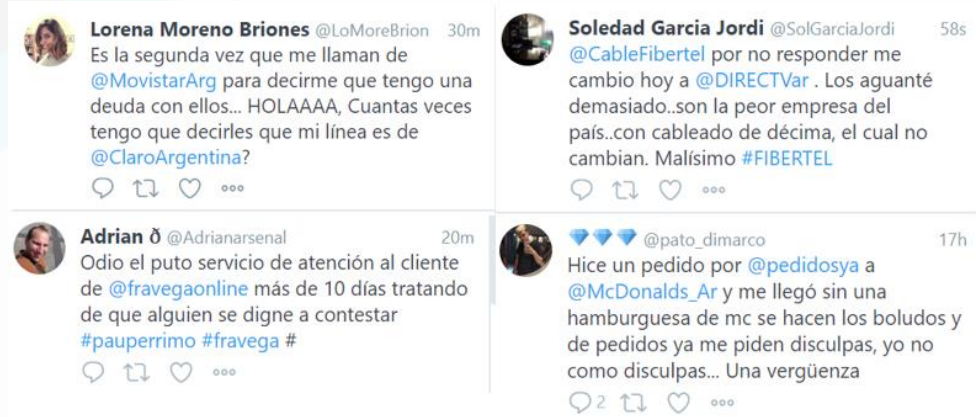 Lorena Moreno Briones @LoMoreBrion 30m
Es la segunda vez que me llaman de
@MovistarArg para decirme que tengo una
deuda con ellos... HOLAAAA, Cuantas veces
tengo que decirles que mi línea es de
@ClaroArgentina?
Soledad Garcia Jordi @SolGarciaJordi 58s
@CableFibertel por no responder me
cambio hoy a @DIRECTVar . Los aguanté
demasiado..son la peor empresa del
país..con cableado de décima, el cual no
cambian. Malísimo #FIBERTEL
Adrian ð @Adrianarsenal 20m
Odio el puto servicio de atención al cliente
de @fravegaonline más de 10 días tratando
de que alguien se digne a contestar
#pauperrimo #fravega #
💎💎💎 @pato_dimarco 17h
Hice un pedido por @pedidosya a
@McDonalds_Ar y me llegó sin una
hamburguesa de mc se hacen los boludos y
de pedidos ya me piden disculpas, yo no
como disculpas... Una vergüenza
2